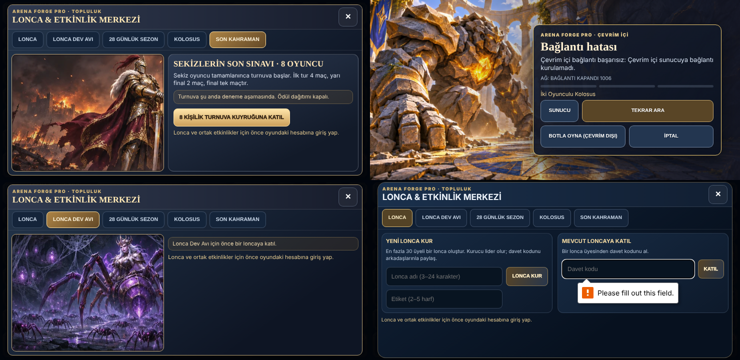 ARENA FORGE PRO · TOPLULUK
LONCA & ETKİNLİK MERKEZİ
×
LONCA
LONCA DEV AVI
28 GÜNLÜK SEZON
KOLOSUS
SON KAHRAMAN
SEKİZLERİN SON SINAVI · 8 OYUNCU
Sekiz oyuncu tamamlanınca turnuva başlar. İlk tur 4 maç, yarı
final 2 maç, final tek maçtır.
Turnuva şu anda deneme aşamasında. Ödül dağıtımı kapalı.
8 KİŞİLİK TURNUVA KUYRUĞUNA KATIL
Lonca ve ortak etkinlikler için önce oyundaki hesabına giriş yap.
ARENA FORGE PRO · ÇEVRİM İÇİ
Bağlantı hatası
Çevrim içi bağlantı başarısız: Çevrim içi sunucuya bağlantı
kurulamadı.
AĞ: BAĞLANTI KAPANDI 1006
İki Oyunculu Kolosus
SUNUCU
TEKRAR ARA
BOTLA OYNA (ÇEVRİM DIŞI)
İPTAL
ARENA FORGE PRO · TOPLULUK
LONCA & ETKİNLİK MERKEZİ
×
LONCA
LONCA DEV AVI
28 GÜNLÜK SEZON
KOLOSUS
SON KAHRAMAN
Lonca Dev Avı için önce bir loncaya katıl.
Lonca ve ortak etkinlikler için önce oyundaki hesabına giriş yap.
ARENA FORGE PRO · TOPLULUK
LONCA & ETKİNLİK MERKEZİ
×
LONCA
LONCA DEV AVI
28 GÜNLÜK SEZON
KOLOSUS
SON KAHRAMAN
YENİ LONCA KUR
En fazla 30 üyeli bir lonca oluştur. Kurucu lider olur; davet kodunu
arkadaşlarınla paylaş.
Lonca adı (3–24 karakter)
LONCA KUR
Etiket (2–5 harf)
MEVCUT LONCAYA KATIL
Bir lonca üyesinden davet kodunu al.
Davet kodu
KATIL
Please fill out this field.
Lonca ve ortak etkinlikler için önce oyundaki hesabına giriş yap.